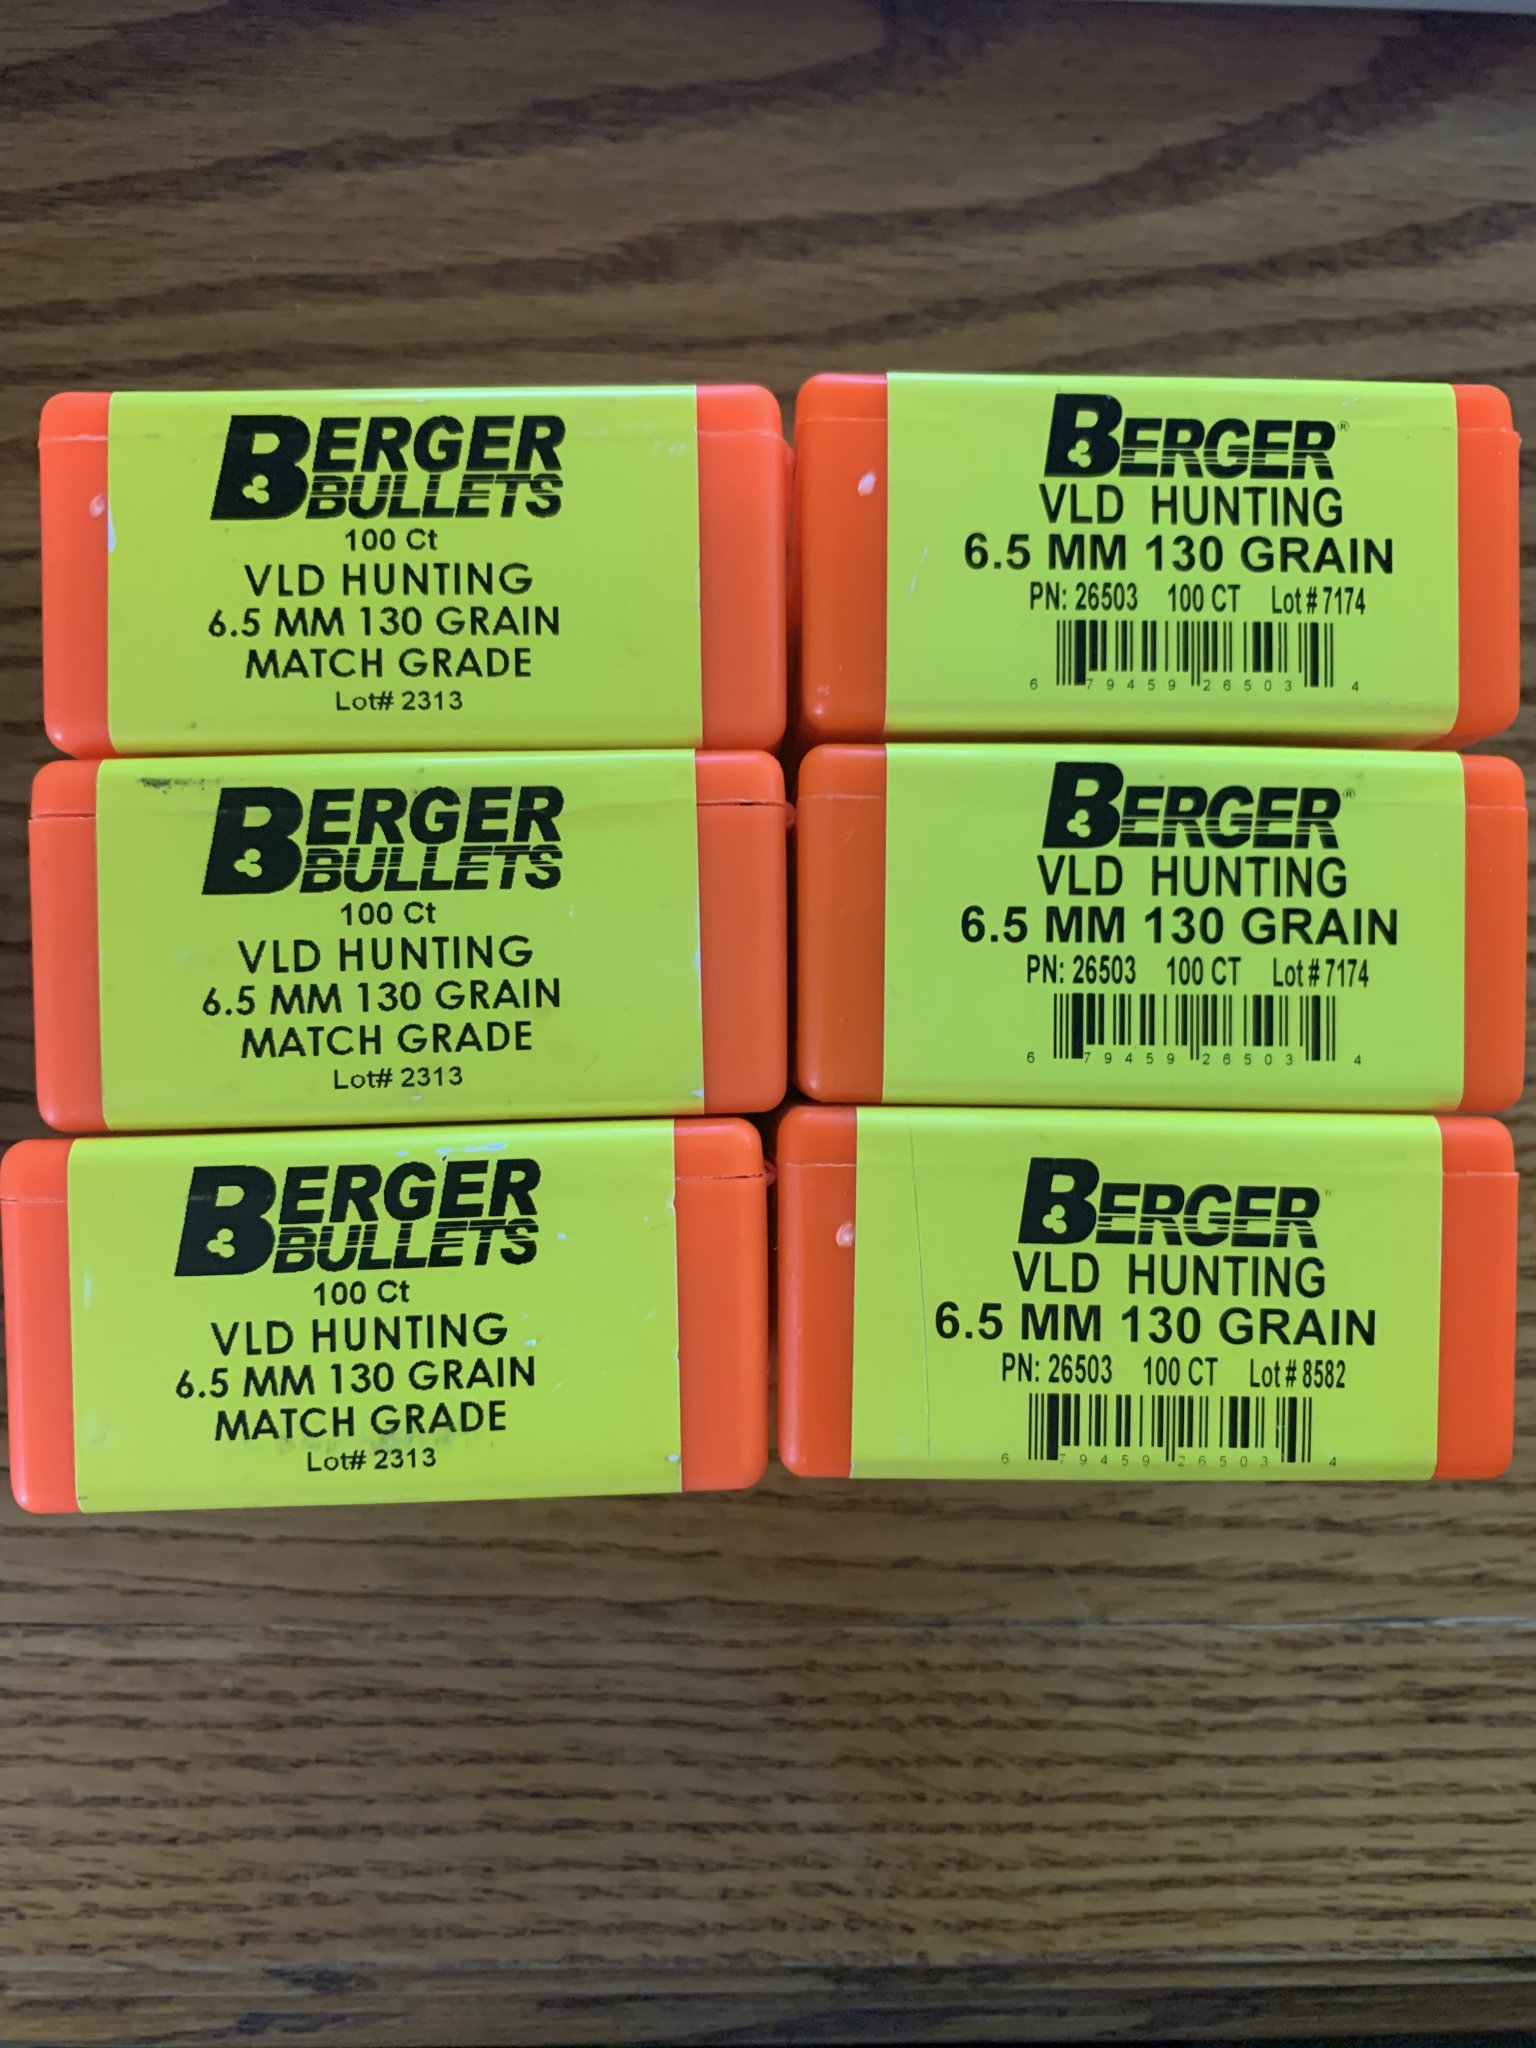 BERGER
BULLETS
100 Ct
VLD HUNTING
6.5 MM 130 GRAIN
MATCH GRADE
Lot# 2313
BERGER®
VLD HUNTING
6.5 MM 130 GRAIN
PN: 26503 100 CT Lot # 7174
6 79459 26503 4
BERGER
BULLETS
100 Ct
VLD HUNTING
6.5 MM 130 GRAIN
MATCH GRADE
Lot# 2313
BERGER®
VLD HUNTING
6.5 MM 130 GRAIN
PN: 26503 100 CT Lot # 7174
6 79459 26503 4
BERGER
BULLETS
100 Ct
VLD HUNTING
6.5 MM 130 GRAIN
MATCH GRADE
Lot# 2313
BERGER
VLD HUNTING
6.5 MM 130 GRAIN
PN: 26503 100 CT Lot # 8582
6 79459 26503 4